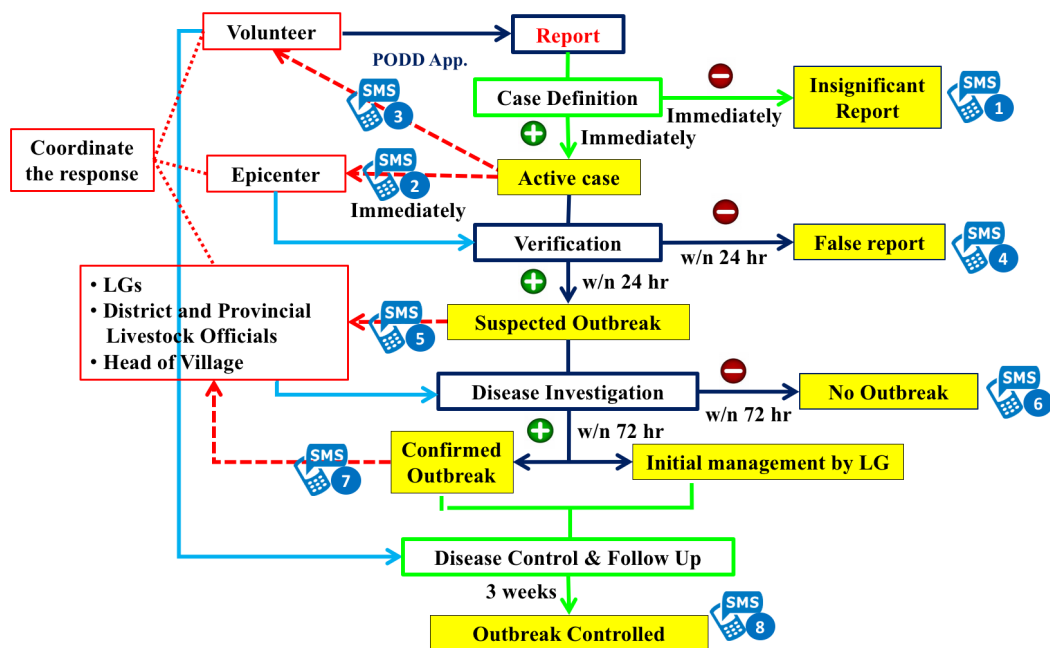 Volunteer
Report
PODD App.
SMS
3
Case Definition
Immediately
Insignificant
Report
SMS
1
Immediately
Coordinate
the response
Epicenter
SMS
2
Immediately
Active case
Verification
w/n 24 hr
False report
SMS
4
w/n 24 hr
• LGs
• District and Provincial
Livestock Officials
• Head of Village
SMS
5
Suspected Outbreak
Disease Investigation
w/n 72 hr
No Outbreak
SMS
6
w/n 72 hr
SMS
7
Confirmed
Outbreak
Initial management by LG
Disease Control & Follow Up
3 weeks
Outbreak Controlled
SMS
8